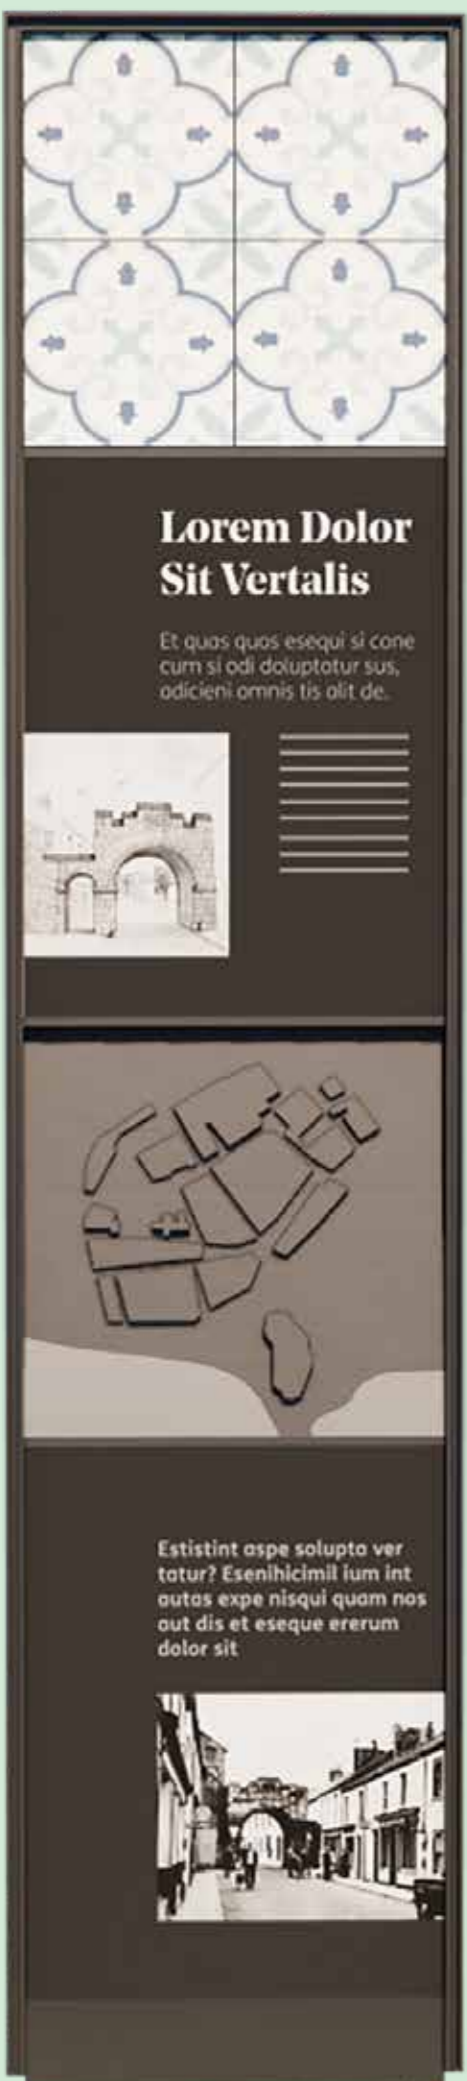 Lorem Dolor
Sit Vertalis
Et quas quas esequi si cone
cum si odi doluptatur sus,
adicieni omnis tis alit de.
Estistint aspe solupta ver
tatur? Esenihicimil ium int
autas expe nisqui quam nos
aut dis et eseque ererum
dolor sit